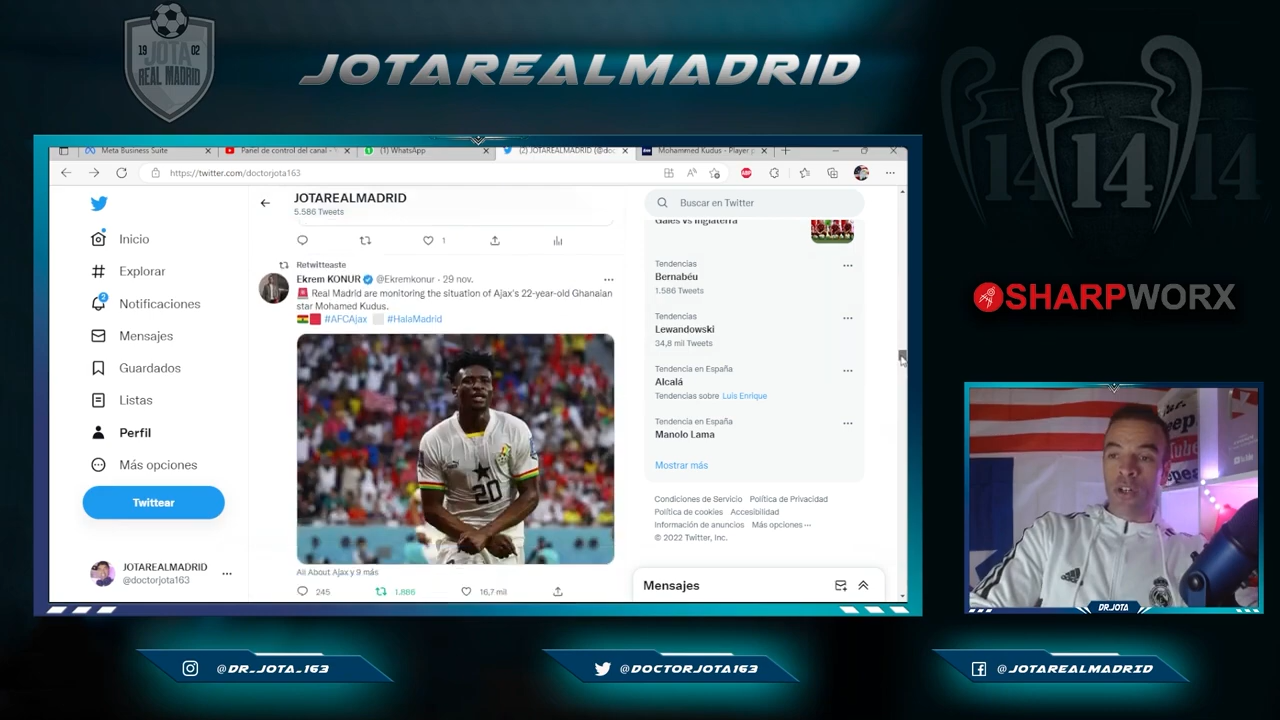 19 JOTA 02
REAL MADRID
JOTAREALMADRID
14
14
14
Meta Business Suite
Panel de control del canal -
(1) WhatsApp
(2) JOTAREALMADRID (@doc
Mohammed Kudus - Player
https://twitter.com/doctorjota163
JOTAREALMADRID
5.586 Tweets
Inicio
Explorar
2
Notificaciones
Mensajes
Guardados
Listas
Perfil
Más opciones
Twittear
JOTAREALMADRID
@doctorjota163
1
Retwitteaste
Ekrem KONUR @Ekremkonur · 29 nov.
Real Madrid are monitoring the situation of Ajax's 22-year-old Ghanaian
star Mohamed Kudus.
#AFCAjax #HalaMadrid
20
All About Ajax y 9 más
245 1.886 16,7 mil
Buscar en Twitter
Gales vs Inglaterra
Tendencias
Bernabéu
1.586 Tweets
Tendencias
Lewandowski
34,8 mil Tweets
Tendencia en España
Alcalá
Tendencias sobre Luis Enrique
Tendencia en España
Manolo Lama
Mostrar más
Condiciones de Servicio Política de Privacidad
Política de cookies Accesibilidad
Información de anuncios Más opciones ···
© 2022 Twitter, Inc.
Mensajes
SHARPWORX
DR.JOTA
@DR_JOTA_163
@DOCTORJOTA163
@JOTAREALMADRID